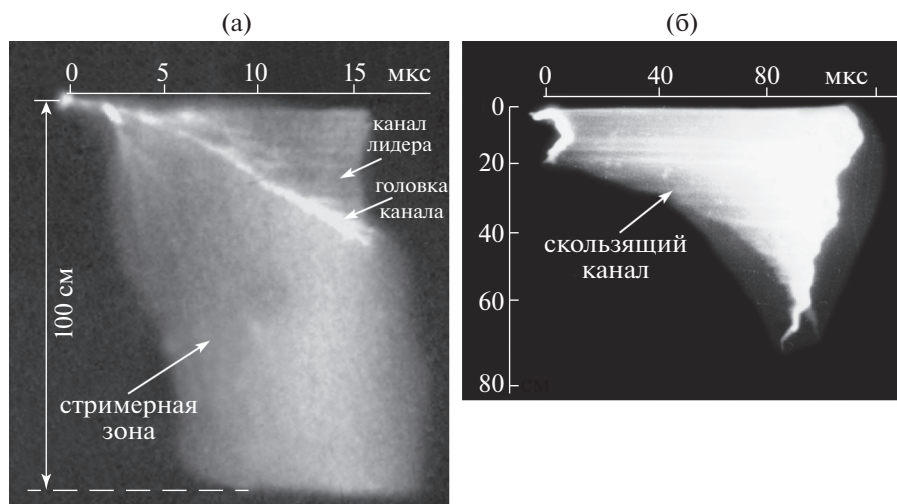 (а)
0 5 10 15 мкс
канал
лидера
головка
канала
100 см
стримерная
зона
(б)
0 40 80 мкс
0
20
40
60
80 см
скользящий
канал